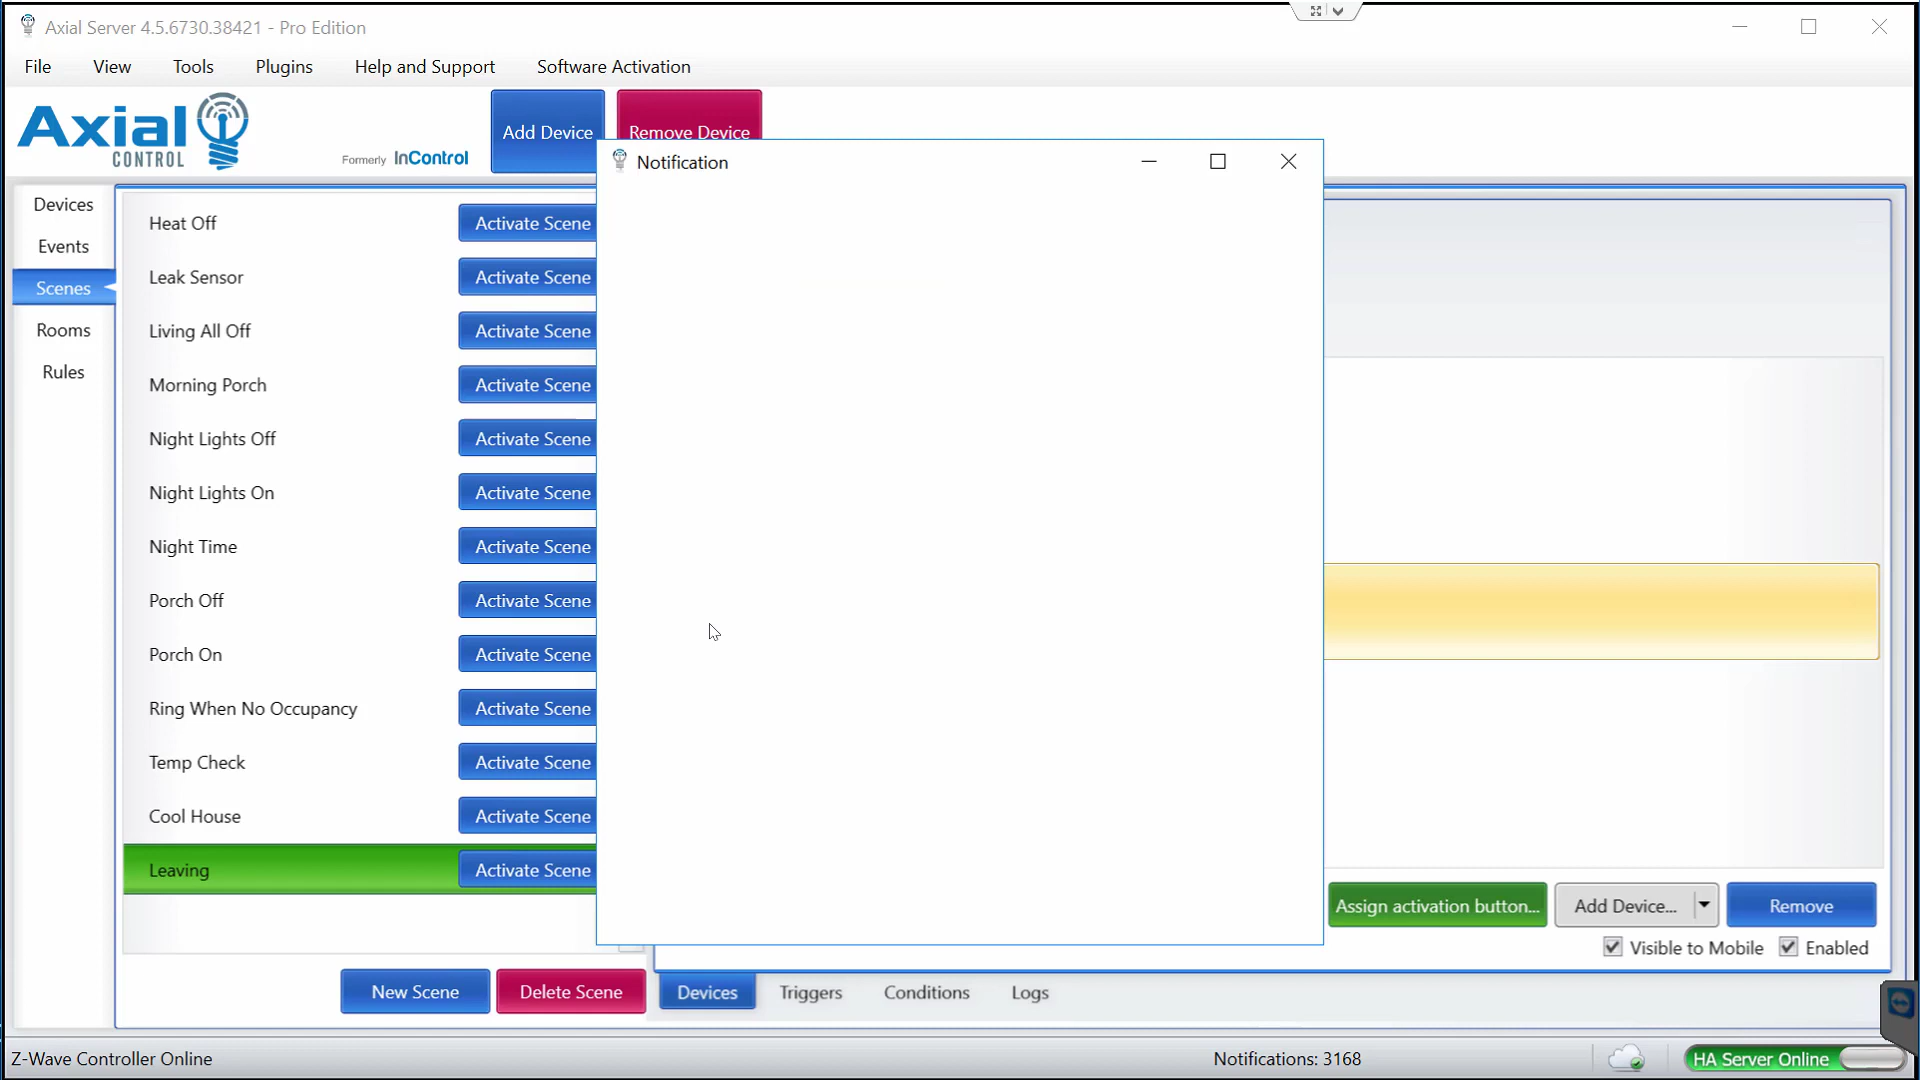 Axial Server 4.5.6730.38421 - Pro Edition
File View Tools Plugins Help and Support Software Activation
Axial
CONTROL
Formerly InControl
Add Device
Remove Device
Notification
Devices
Events
Scenes
Rooms
Rules
Heat Off Activate Scene
Leak Sensor Activate Scene
Living All Off Activate Scene
Morning Porch Activate Scene
Night Lights Off Activate Scene
Night Lights On Activate Scene
Night Time Activate Scene
Porch Off Activate Scene
Porch On Activate Scene
Ring When No Occupancy Activate Scene
Temp Check Activate Scene
Cool House Activate Scene
Leaving Activate Scene
Assign activation button... Add Device... Remove
Visible to Mobile Enabled
New Scene Delete Scene
Devices Triggers Conditions Logs
Z-Wave Controller Online Notifications: 3168 HA Server Online